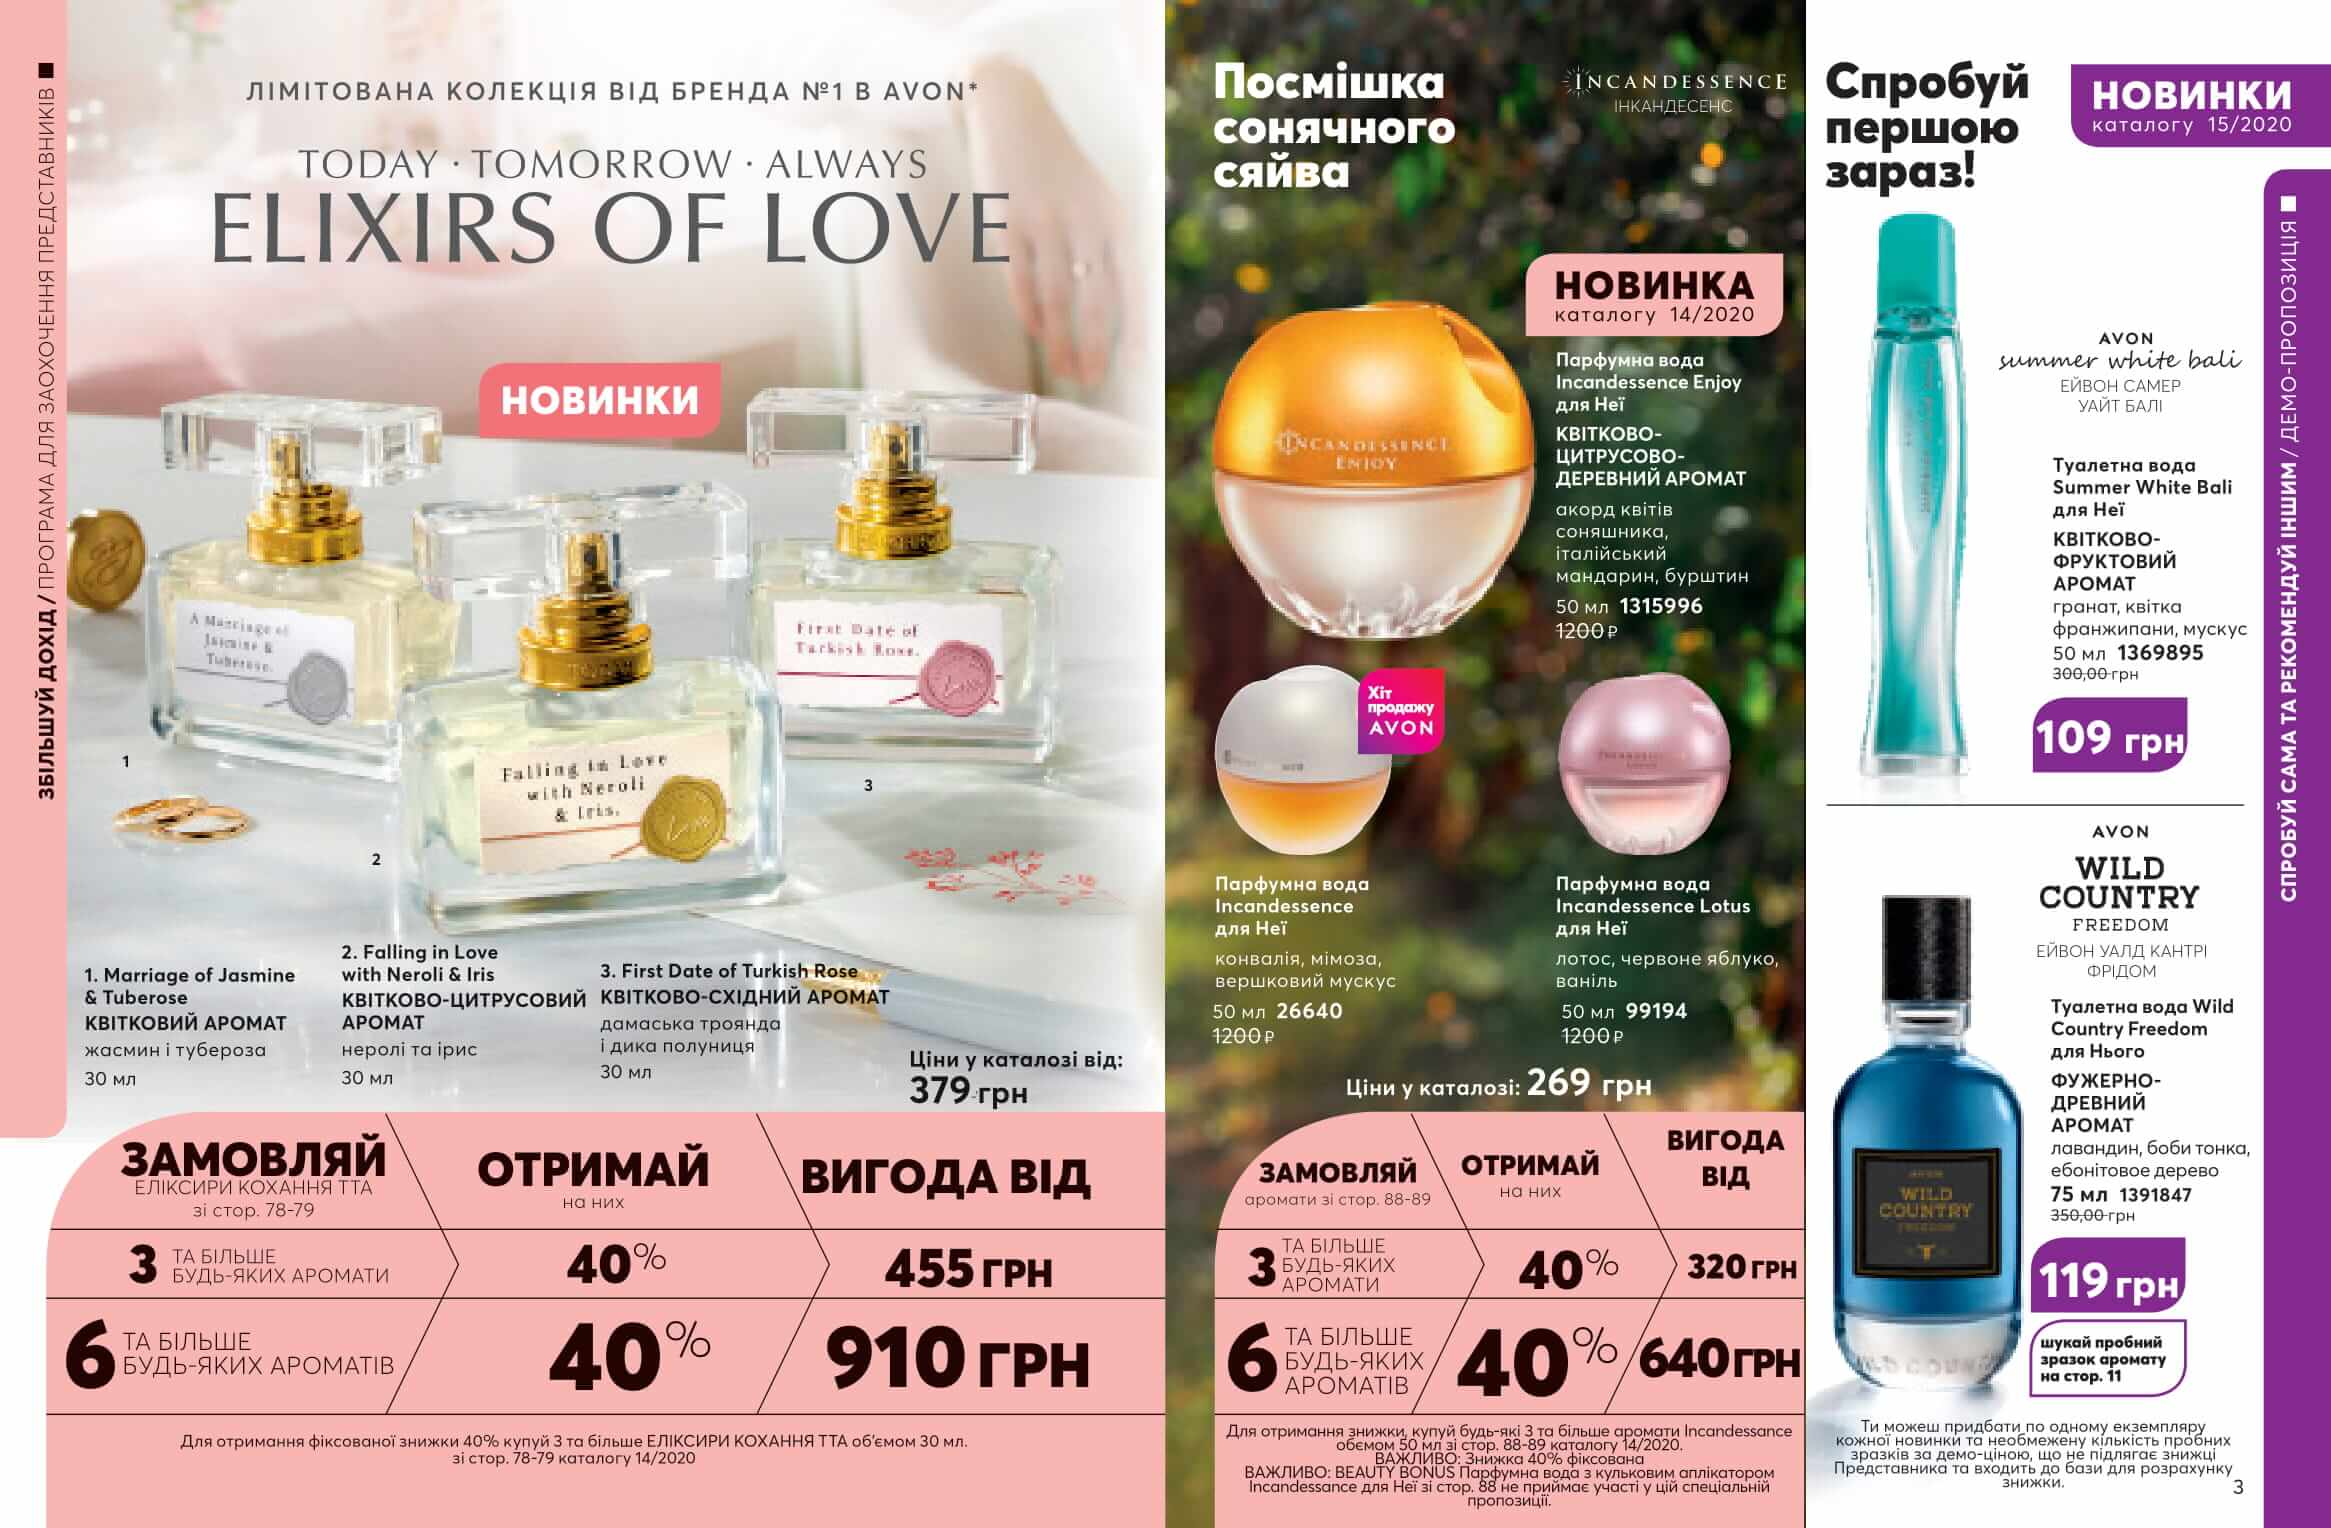 ЗБІЛЬШУЙ ДОХІД / ПРОГРАМА ДЛЯ ЗАОХОЧЕННЯ ПРЕДСТАВНИКІВ
ЛІМІТОВАНА КОЛЕКЦІЯ ВІД БРЕНДА №1 В AVON*
TODAY · TOMORROW · ALWAYS
ELIXIRS OF LOVE
НОВИНКИ
A Marriage of
Jasmine &
Tuberose.
Falling in Love
with Neroli
& Iris.
Love
TODAY
First Date of
Turkish Rose.
Love
1
2
3
1. Marriage of Jasmine
& Tuberose
КВІТКОВИЙ АРОМАТ
жасмин і тубероза
30 мл
2. Falling in Love
with Neroli & Iris
КВІТКОВО-ЦИТРУСОВИЙ
АРОМАТ
неролі та ірис
30 мл
3. First Date of Turkish Rose
КВІТКОВО-СХІДНИЙ АРОМАТ
дамаська троянда
і дика полуниця
30 мл
Ціни у каталозі від:
379 грн
ЗАМОВЛЯЙ
ЕЛІКСИРИ КОХАННЯ ТТА
зі стор. 78-79
ОТРИМАЙ
на них
ВИГОДА ВІД
3 ТА БІЛЬШЕ
БУДЬ-ЯКИХ АРОМАТИ
40%
455 ГРН
6 ТА БІЛЬШЕ
БУДЬ-ЯКИХ АРОМАТІВ
40%
910 ГРН
Для отримання фіксованої знижки 40% купуй 3 та більше ЕЛІКСИРИ КОХАННЯ ТТА об’ємом 30 мл.
зі стор. 78-79 каталогу 14/2020
Посмішка
сонячного
сяйва
INCANDESSENCE
ІНКАНДЕСЕНС
НОВИНКА
каталогу 14/2020
INCANDESSENCE
ENJOY
Парфумна вода
Incandessence Enjoy
для Неї
КВІТКОВО-
ЦИТРУСОВО-
ДЕРЕВНИЙ АРОМАТ
акорд квітів
соняшника,
італійський
мандарин, бурштин
50 мл 1315996
1200 ₽
Хіт
продажу
AVON
Парфумна вода
Incandessence
для Неї
конвалія, мімоза,
вершковий мускус
50 мл 26640
1200 ₽
INCANDESSENCE
Парфумна вода
Incandessence Lotus
для Неї
лотос, червоне яблуко,
ваніль
50 мл 99194
1200 ₽
Ціни у каталозі: 269 грн
ЗАМОВЛЯЙ
аромати зі стор. 88-89
ОТРИМАЙ
на них
ВИГОДА
ВІД
3 ТА БІЛЬШЕ
БУДЬ-ЯКИХ
АРОМАТИ
40%
320 ГРН
6 ТА БІЛЬШЕ
БУДЬ-ЯКИХ
АРОМАТІВ
40%
640 ГРН
Для отримання знижки, купуй будь-які 3 та більше аромати Incandessance
обємом 50 мл зі стор. 88-89 каталогу 14/2020.
ВАЖЛИВО: Знижка 40% фіксована
ВАЖЛИВО: BEAUTY BONUS Парфумна вода з кульковим аплікатором
Incandessance для Неї зі стор. 88 не приймає участі у цій спеціальній
пропозиції.
Спробуй
першою
зараз!
НОВИНКИ
каталогу 15/2020
AVON
summer white bali
ЕЙВОН САМЕР
УАЙТ БАЛІ
Туалетна вода
Summer White Bali
для Неї
КВІТКОВО-
ФРУКТОВИЙ
АРОМАТ
гранат, квітка
франжипани, мускус
50 мл 1369895
300,00 грн
109 грн
AVON
WILD
COUNTRY
FREEDOM
ЕЙВОН УАЛД КАНТРІ
ФРІДОМ
Туалетна вода Wild
Country Freedom
для Нього
ФУЖЕРНО-
ДРЕВНИЙ
АРОМАТ
лавандин, боби тонка,
ебонітовое дерево
75 мл 1391847
350,00 грн
119 грн
AVON
WILD
COUNTRY
FREEDOM
шукай пробний
зразок аромату
на стор. 11
Ти можеш придбати по одному екземпляру
кожної новинки та необмежену кількість пробних
зразків за демо-ціною, що не підлягає знижці
Представника та входить до бази для розрахунку
знижки.
3
СПРОБУЙ САМА ТА РЕКОМЕНДУЙ ІНШИМ / ДЕМО-ПРОПОЗИЦІЯ